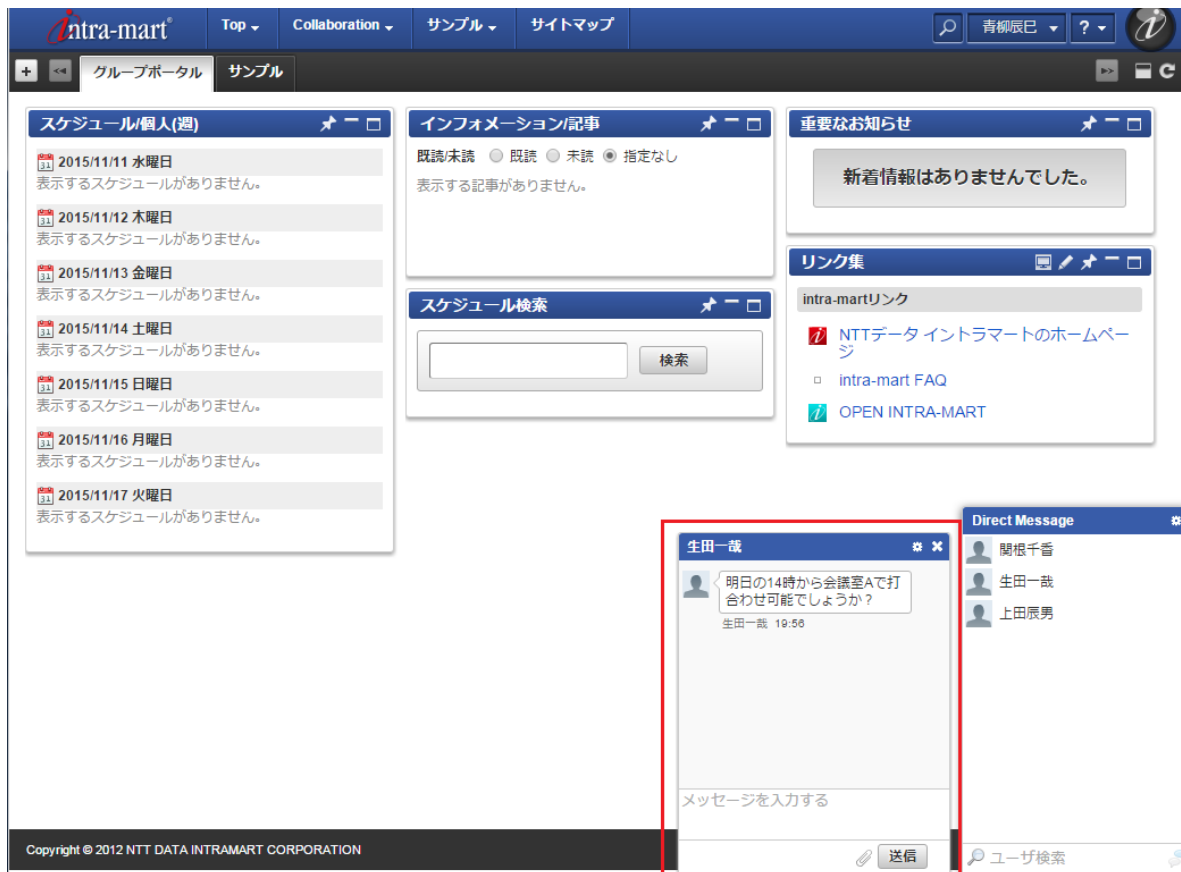 intra-mart®
Top
Collaboration
サンプル
サイトマップ
青柳辰巳
?
グループポータル
サンプル
スケジュール/個人(週)
2015/11/11 水曜日
表示するスケジュールがありません。
2015/11/12 木曜日
表示するスケジュールがありません。
2015/11/13 金曜日
表示するスケジュールがありません。
2015/11/14 土曜日
表示するスケジュールがありません。
2015/11/15 日曜日
表示するスケジュールがありません。
2015/11/16 月曜日
表示するスケジュールがありません。
2015/11/17 火曜日
表示するスケジュールがありません。
インフォメーション/記事
既読/未読 既読 未読 指定なし
表示する記事がありません。
スケジュール検索
検索
重要なお知らせ
新着情報はありませんでした。
リンク集
intra-martリンク
NTTデータ イントラマートのホームペー
ジ
intra-mart FAQ
OPEN INTRA-MART
生田一哉
明日の14時から会議室Aで打
合わせ可能でしょうか？
生田一哉 19:56
メッセージを入力する
送信
Direct Message
関根千香
生田一哉
上田辰男
ユーザ検索
Copyright © 2012 NTT DATA INTRAMART CORPORATION